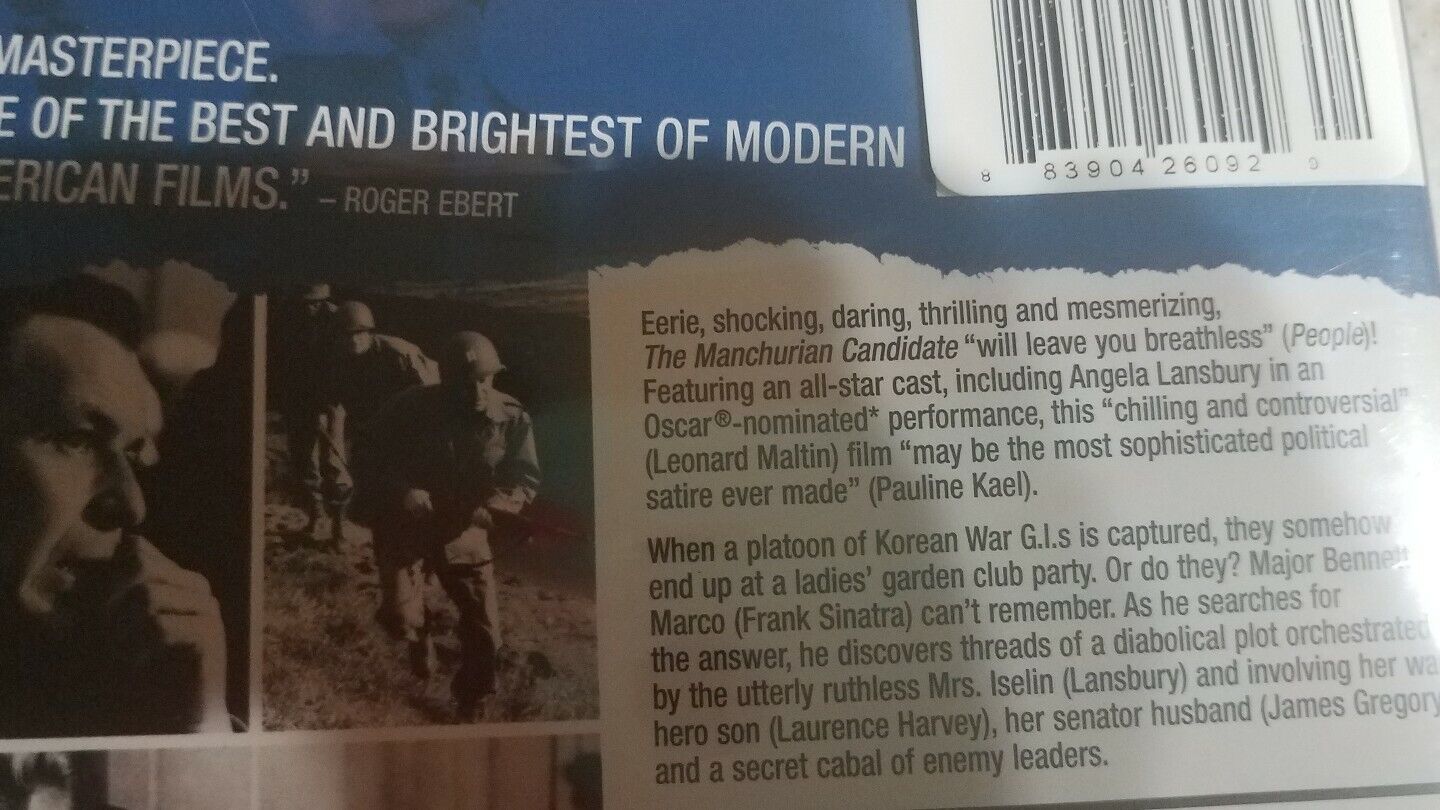 MASTERPIECE.
E OF THE BEST AND BRIGHTEST OF MODERN
ERICAN FILMS.” – ROGER EBERT
8 83904 26092 0
Eerie, shocking, daring, thrilling and mesmerizing,
The Manchurian Candidate “will leave you breathless” (People)!
Featuring an all-star cast, including Angela Lansbury in an
Oscar®-nominated* performance, this “chilling and controversial”
(Leonard Maltin) film “may be the most sophisticated political
satire ever made” (Pauline Kael).
When a platoon of Korean War G.I.s is captured, they somehow
end up at a ladies’ garden club party. Or do they? Major Bennett
Marco (Frank Sinatra) can’t remember. As he searches for
the answer, he discovers threads of a diabolical plot orchestrated
by the utterly ruthless Mrs. Iselin (Lansbury) and involving her wa
hero son (Laurence Harvey), her senator husband (James Gregory
and a secret cabal of enemy leaders.